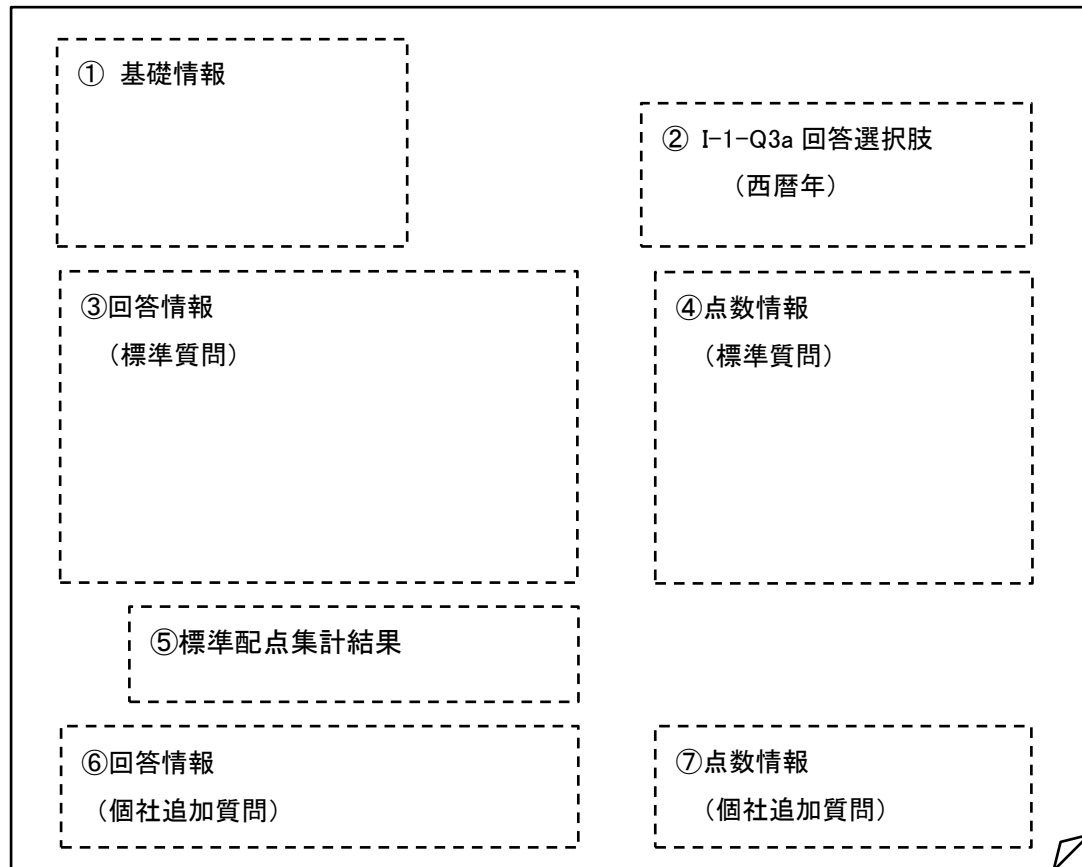 ① 基礎情報
② I-1-Q3a 回答選択肢
（西暦年）
③回答情報
（標準質問）
④点数情報
（標準質問）
⑤標準配点集計結果
⑥回答情報
（個社追加質問）
⑦点数情報
（個社追加質問）